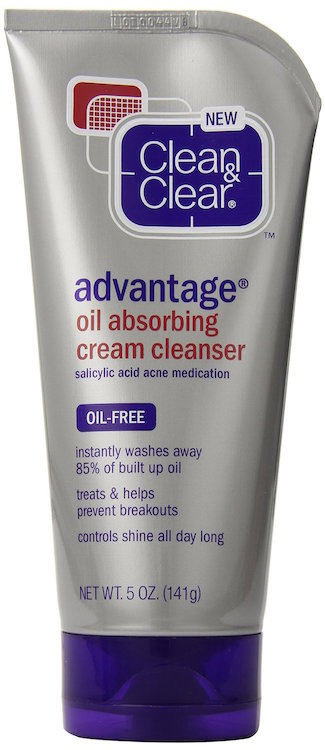 NEW
Clean &
Clear®
™
advantage®
oil absorbing
cream cleanser
salicylic acid acne medication
OIL-FREE
instantly washes away
85% of built up oil
treats & helps
prevent breakouts
controls shine all day long
NET WT. 5 OZ. (141g)